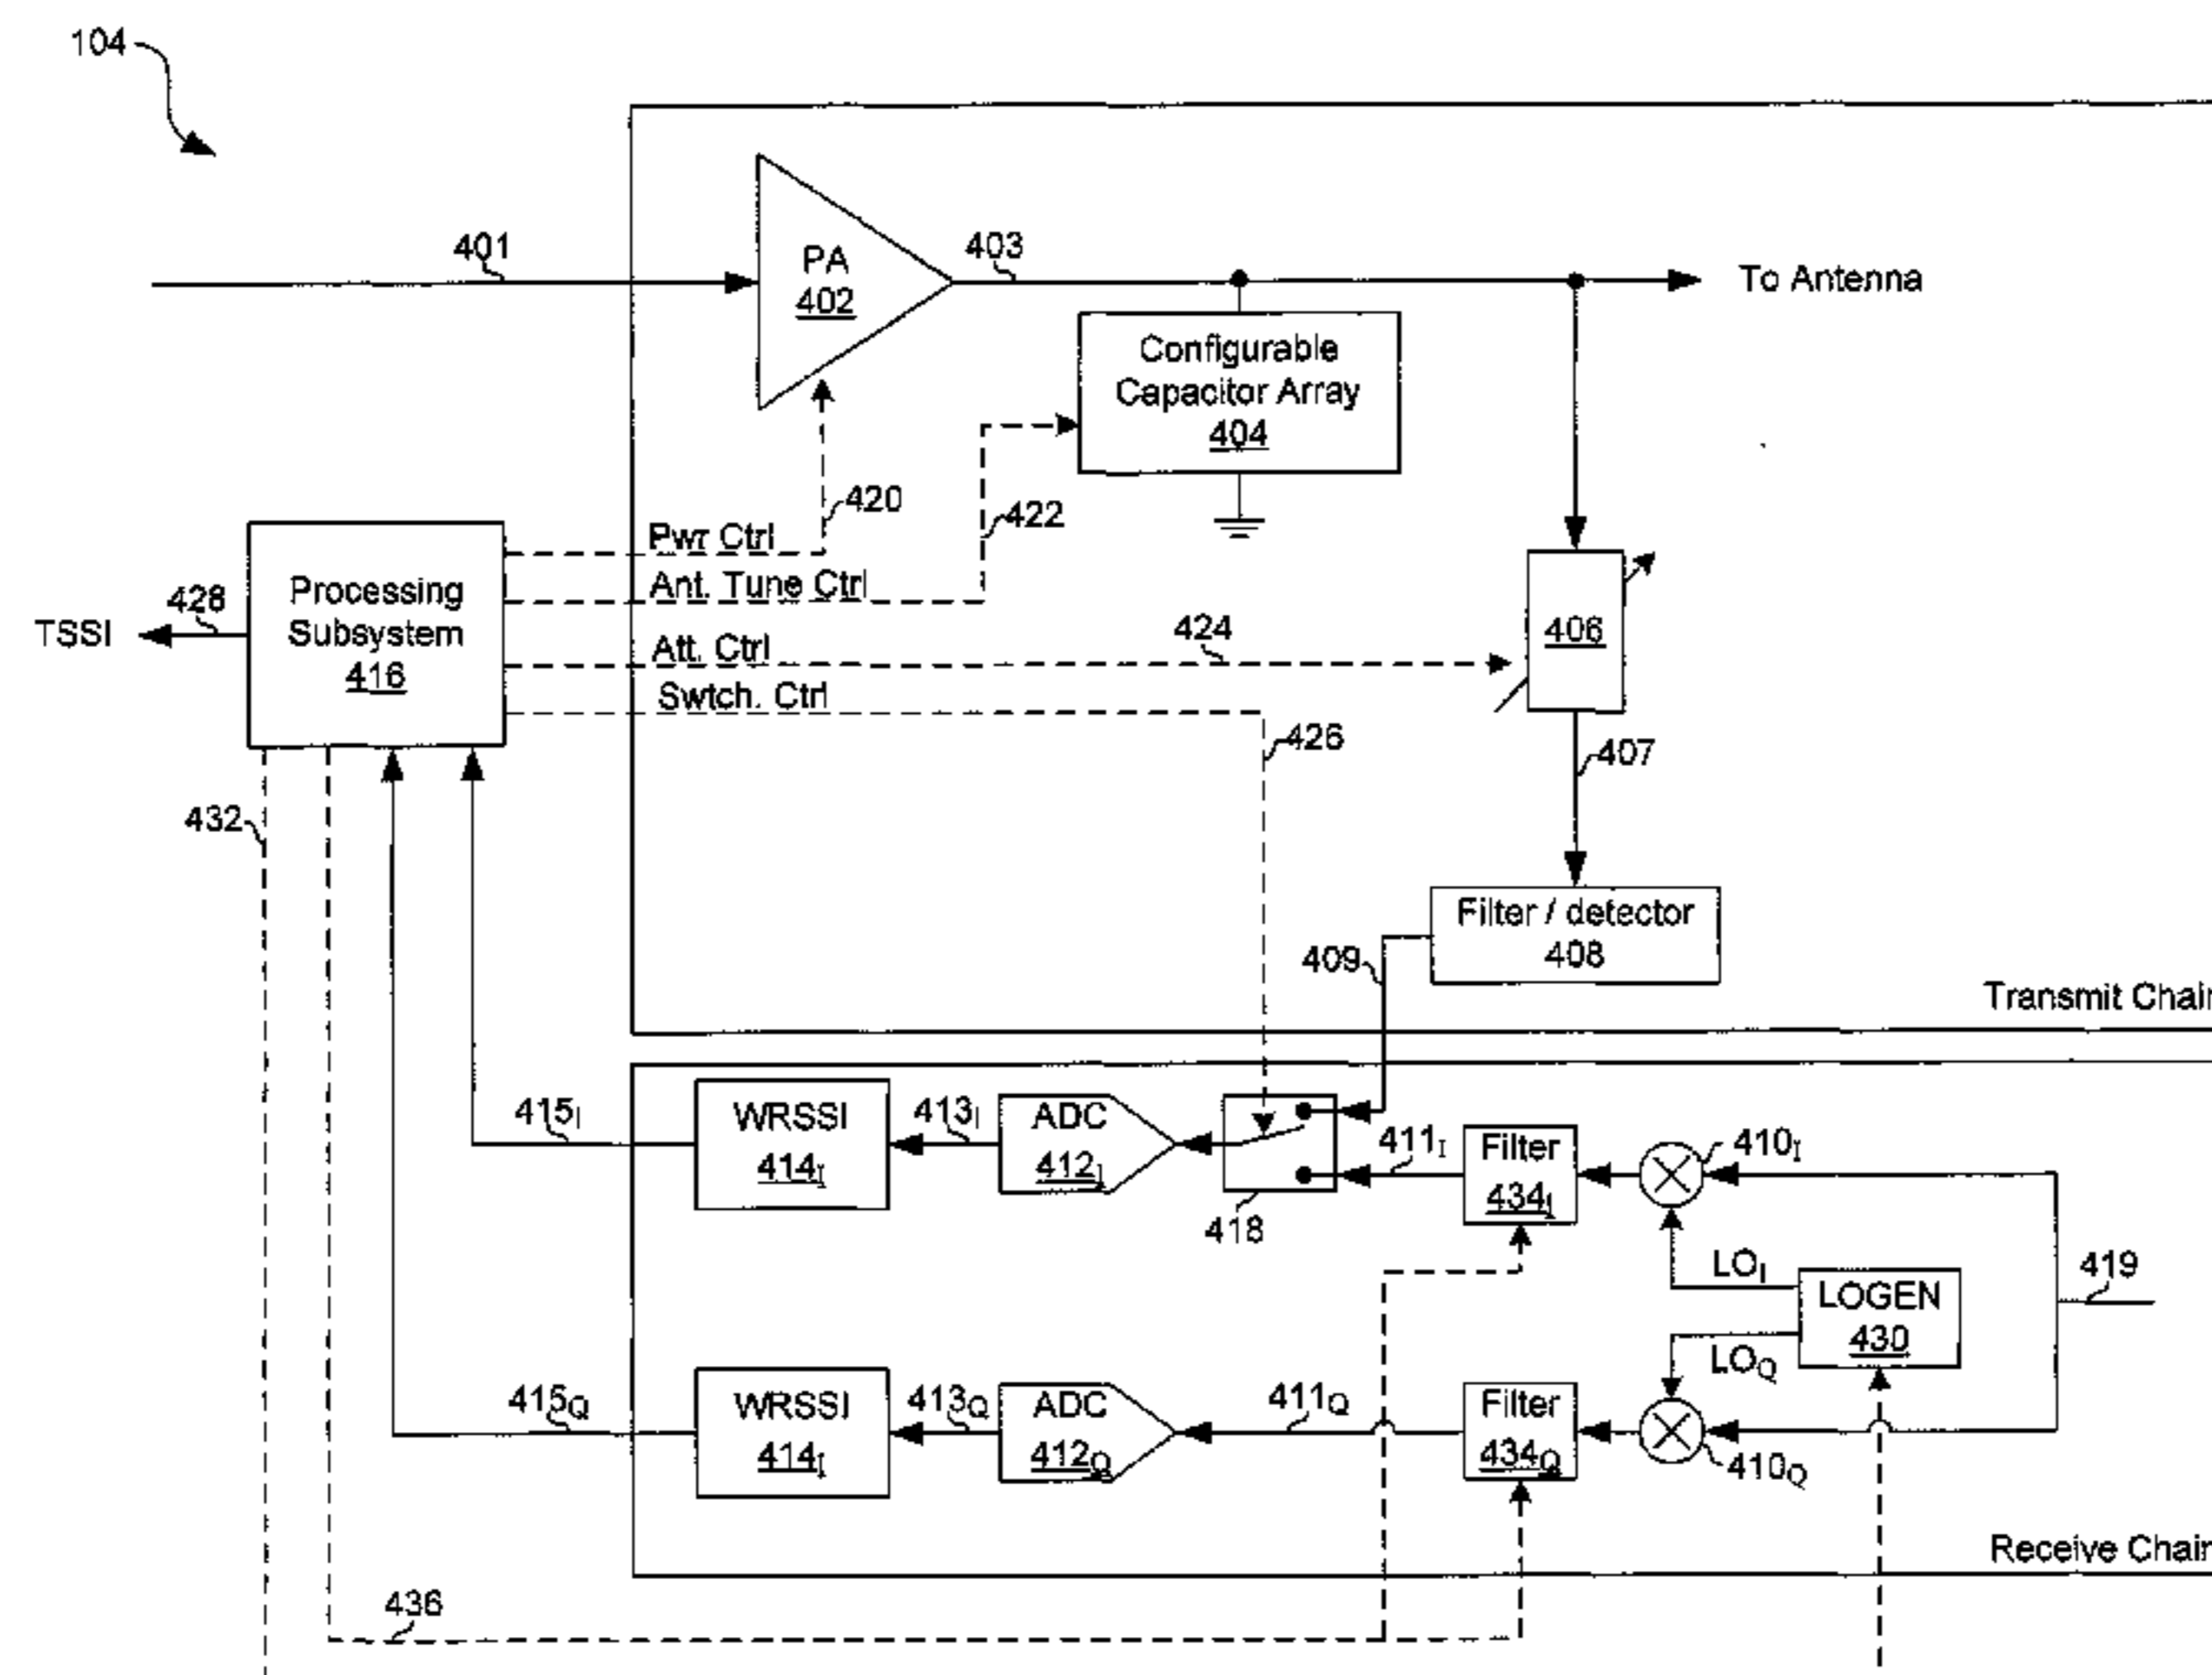 104
401
PA
402
403
To Antenna
Configurable
Capacitor Array
404
420
422
Pwr Ctrl
Ant. Tune Ctrl
Processing
Subsystem
416
428
TSSI
Att. Ctrl
424
406
Swtch. Ctrl
426
407
432
Filter / detector
408
409
Transmit Chain
415I
WRSSI
414I
413I
ADC
412I
418
411I
Filter
434I
410I
LOI
LOGEN
430
419
LOQ
415Q
WRSSI
414I
413Q
ADC
412Q
411Q
Filter
434Q
410Q
Receive Chain
436